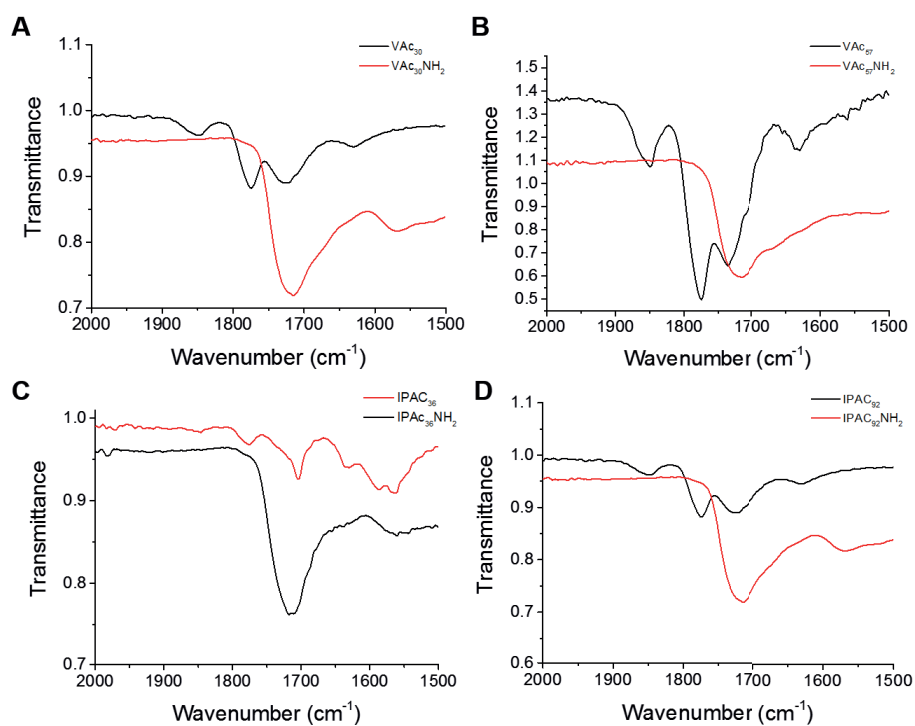 A
VAc30
VAc30NH2
1.1
1.0
0.9
0.8
0.7
Transmittance
2000 1900 1800 1700 1600 1500
Wavenumber (cm-1)
B
VAc57
VAc57NH2
1.5
1.4
1.3
1.2
1.1
1.0
0.9
0.8
0.7
0.6
0.5
Transmittance
2000 1900 1800 1700 1600 1500
Wavenumber (cm-1)
C
IPAC36
IPAc36NH2
1.0
0.9
0.8
0.7
Transmittance
2000 1900 1800 1700 1600 1500
Wavenumber (cm-1)
D
IPAC92
IPAC92NH2
1.1
1.0
0.9
0.8
0.7
0.6
Transmittance
2000 1900 1800 1700 1600 1500
Wavenumber (cm-1)